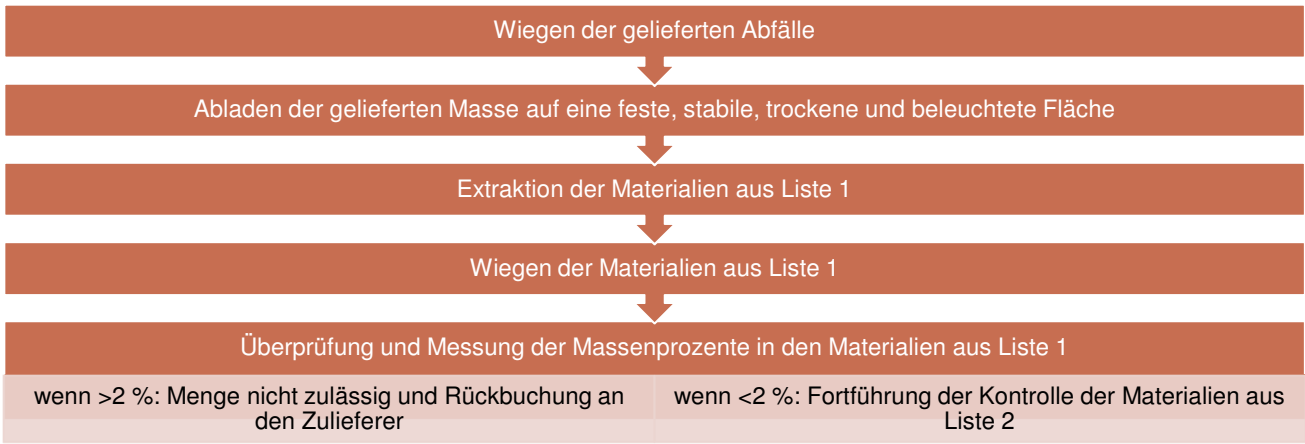 Wiegen der gelieferten Abfälle
Abladen der gelieferten Masse auf eine feste, stabile, trockene und beleuchtete Fläche
Extraktion der Materialien aus Liste 1
Wiegen der Materialien aus Liste 1
Überprüfung und Messung der Massenprozente in den Materialien aus Liste 1
wenn >2 %: Menge nicht zulässig und Rückbuchung an
den Zulieferer
wenn <2 %: Fortführung der Kontrolle der Materialien aus
Liste 2